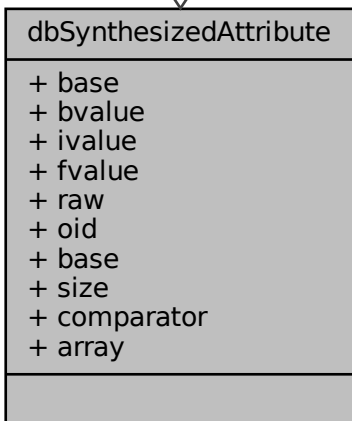 dbSynthesizedAttribute
+ base
+ bvalue
+ ivalue
+ fvalue
+ raw
+ oid
+ base
+ size
+ comparator
+ array